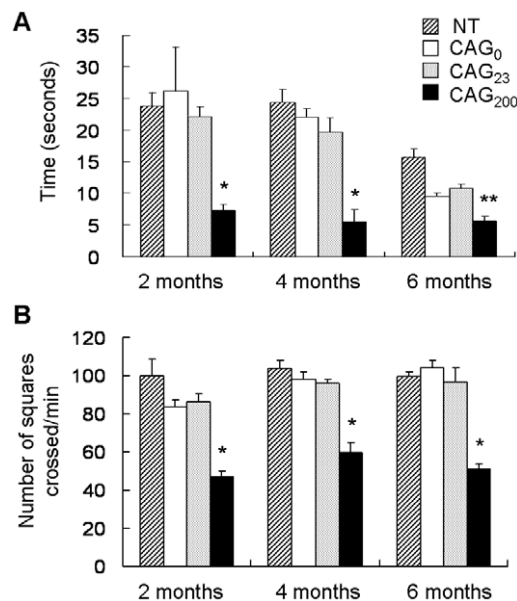 A
NT
CAG0
CAG23
CAG200
Time (seconds)
35
30
25
20
15
10
5
0
*
*
**
2 months
4 months
6 months
B
Number of squares
crossed/min
120
100
80
60
40
20
0
*
*
*
2 months
4 months
6 months